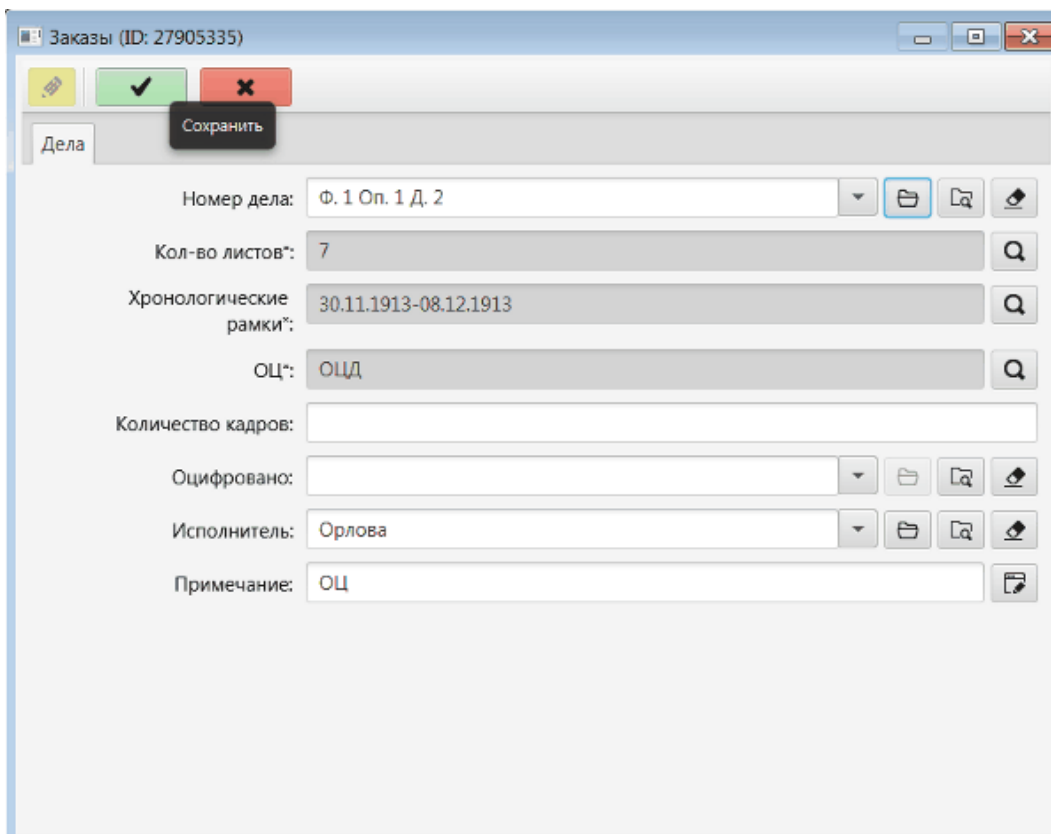 Заказы (ID: 27905335)
Сохранить
Дела
Номер дела: Ф. 1 Оп. 1 Д. 2
Кол-во листов*: 7
Хронологические
рамки*: 30.11.1913-08.12.1913
ОЦ*: ОЦД
Количество кадров:
Оцифровано:
Исполнитель: Орлова
Примечание: ОЦ